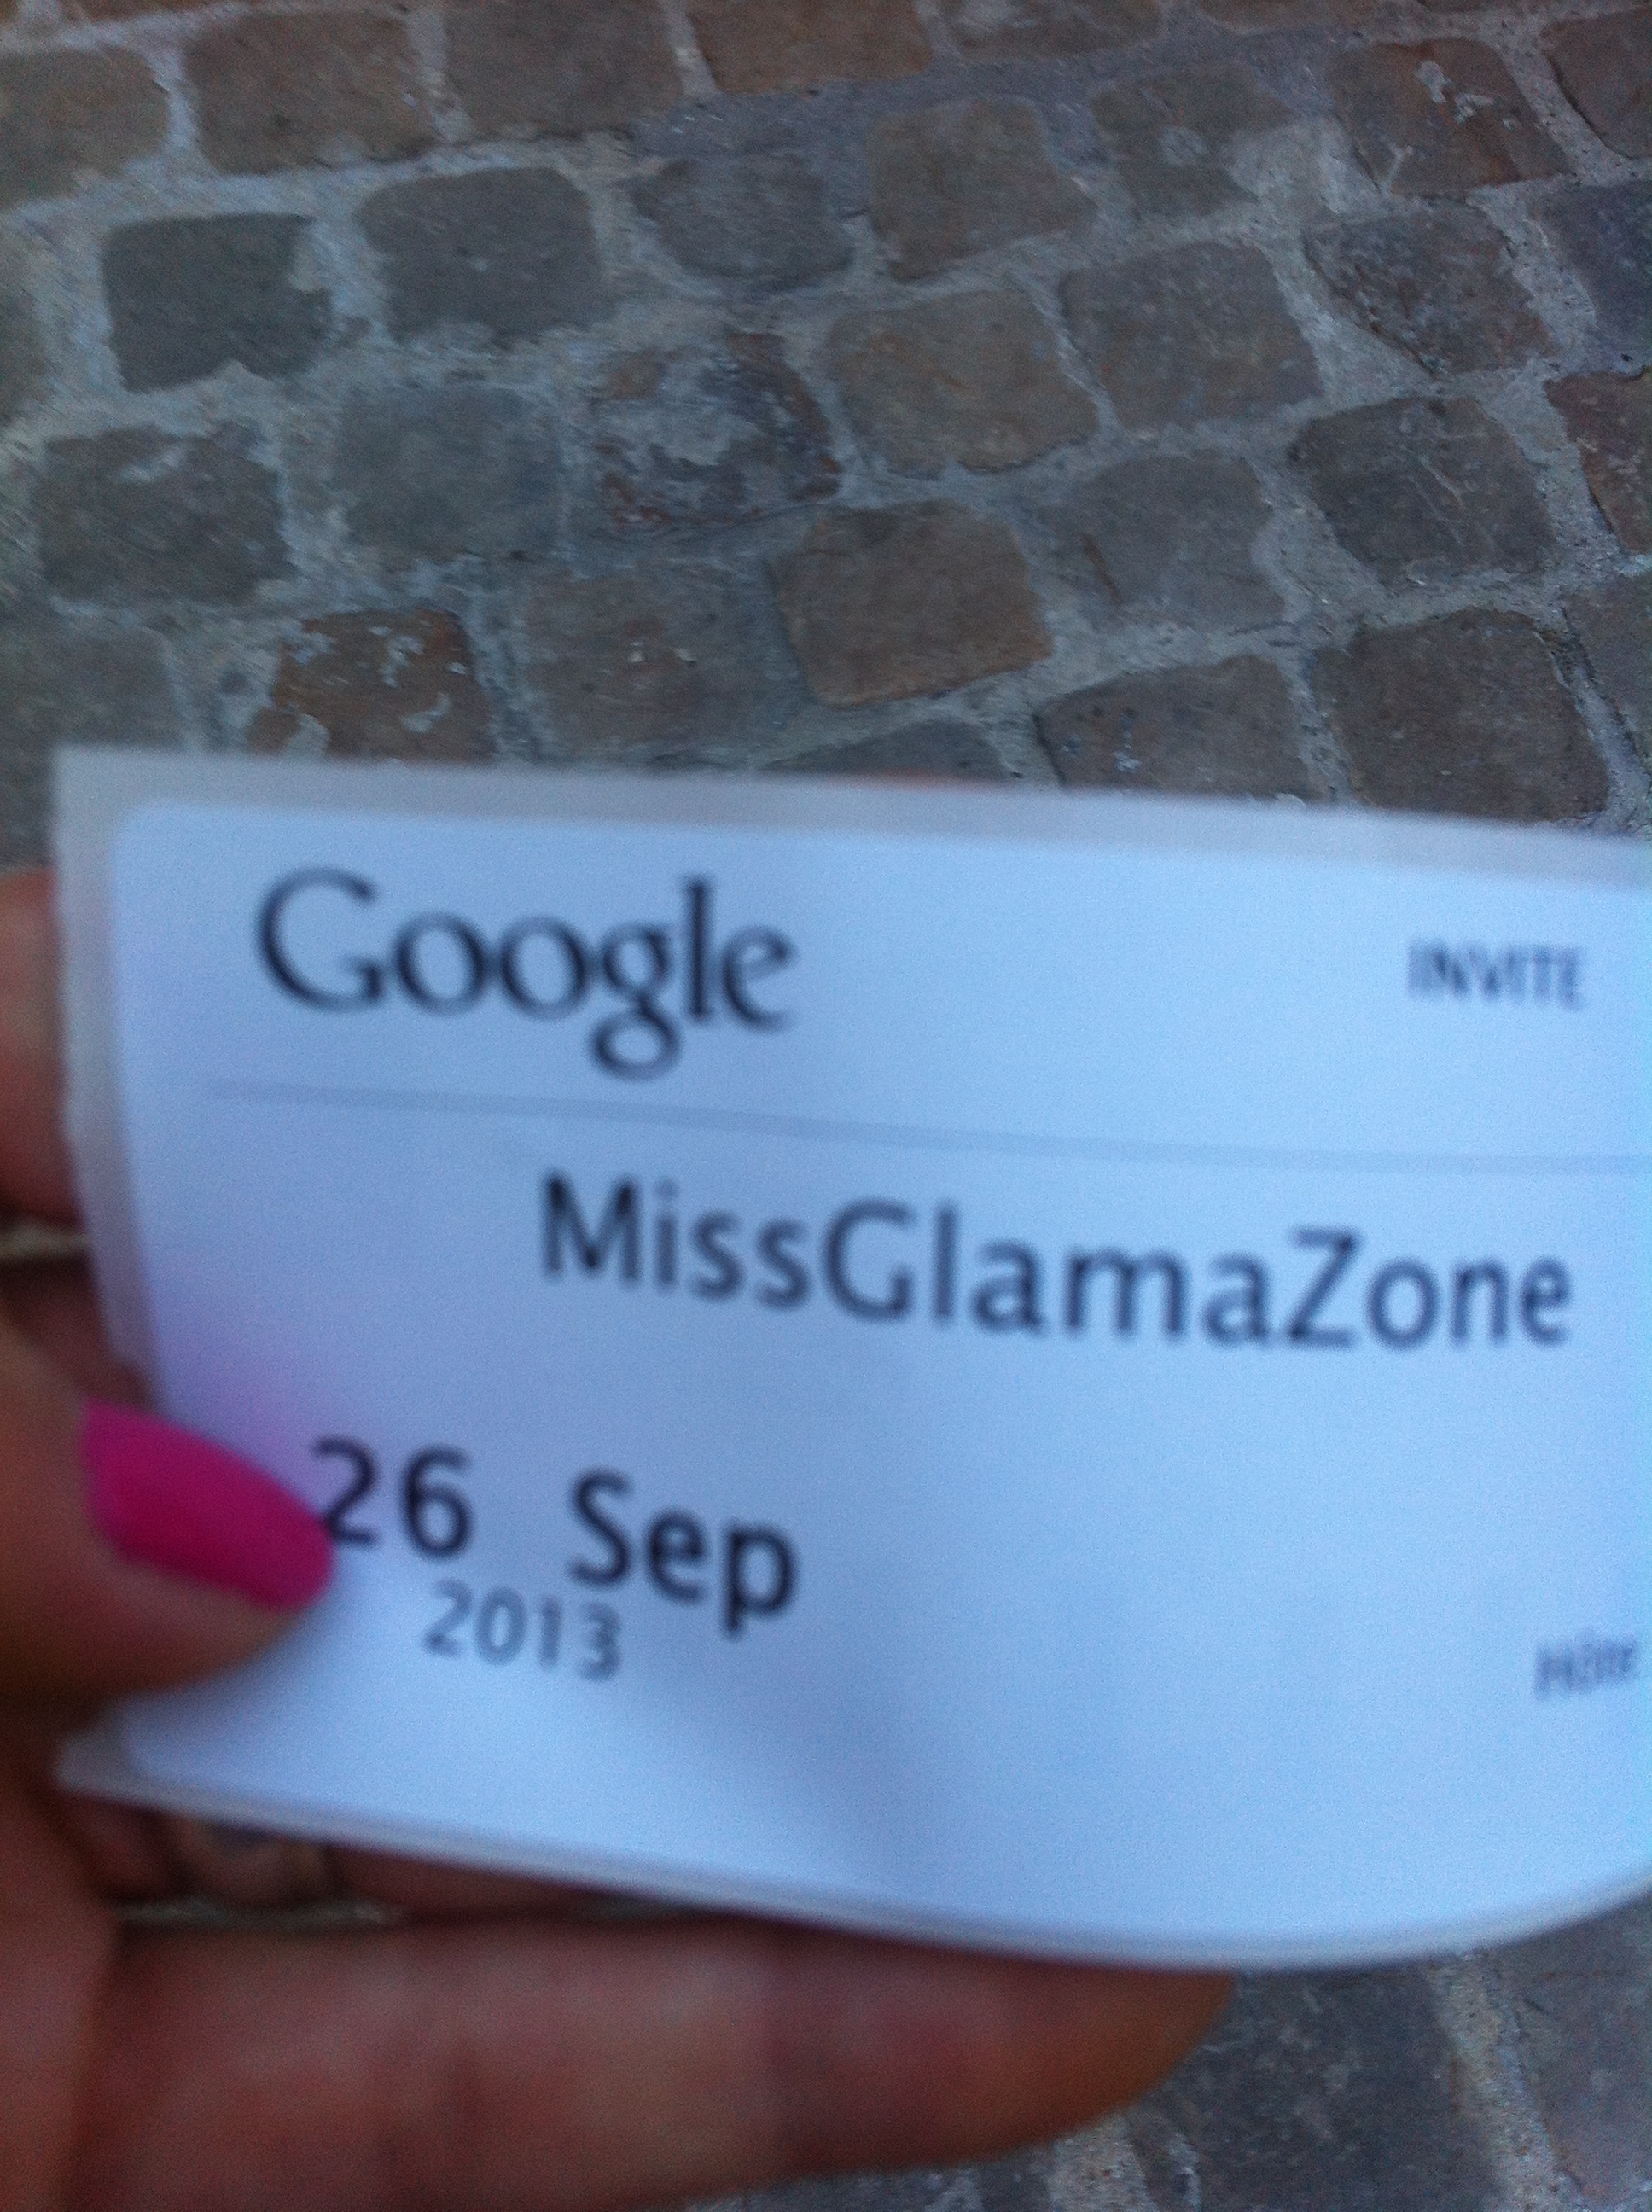 Google INVITE
MissGlamaZone
26 Sep
2013